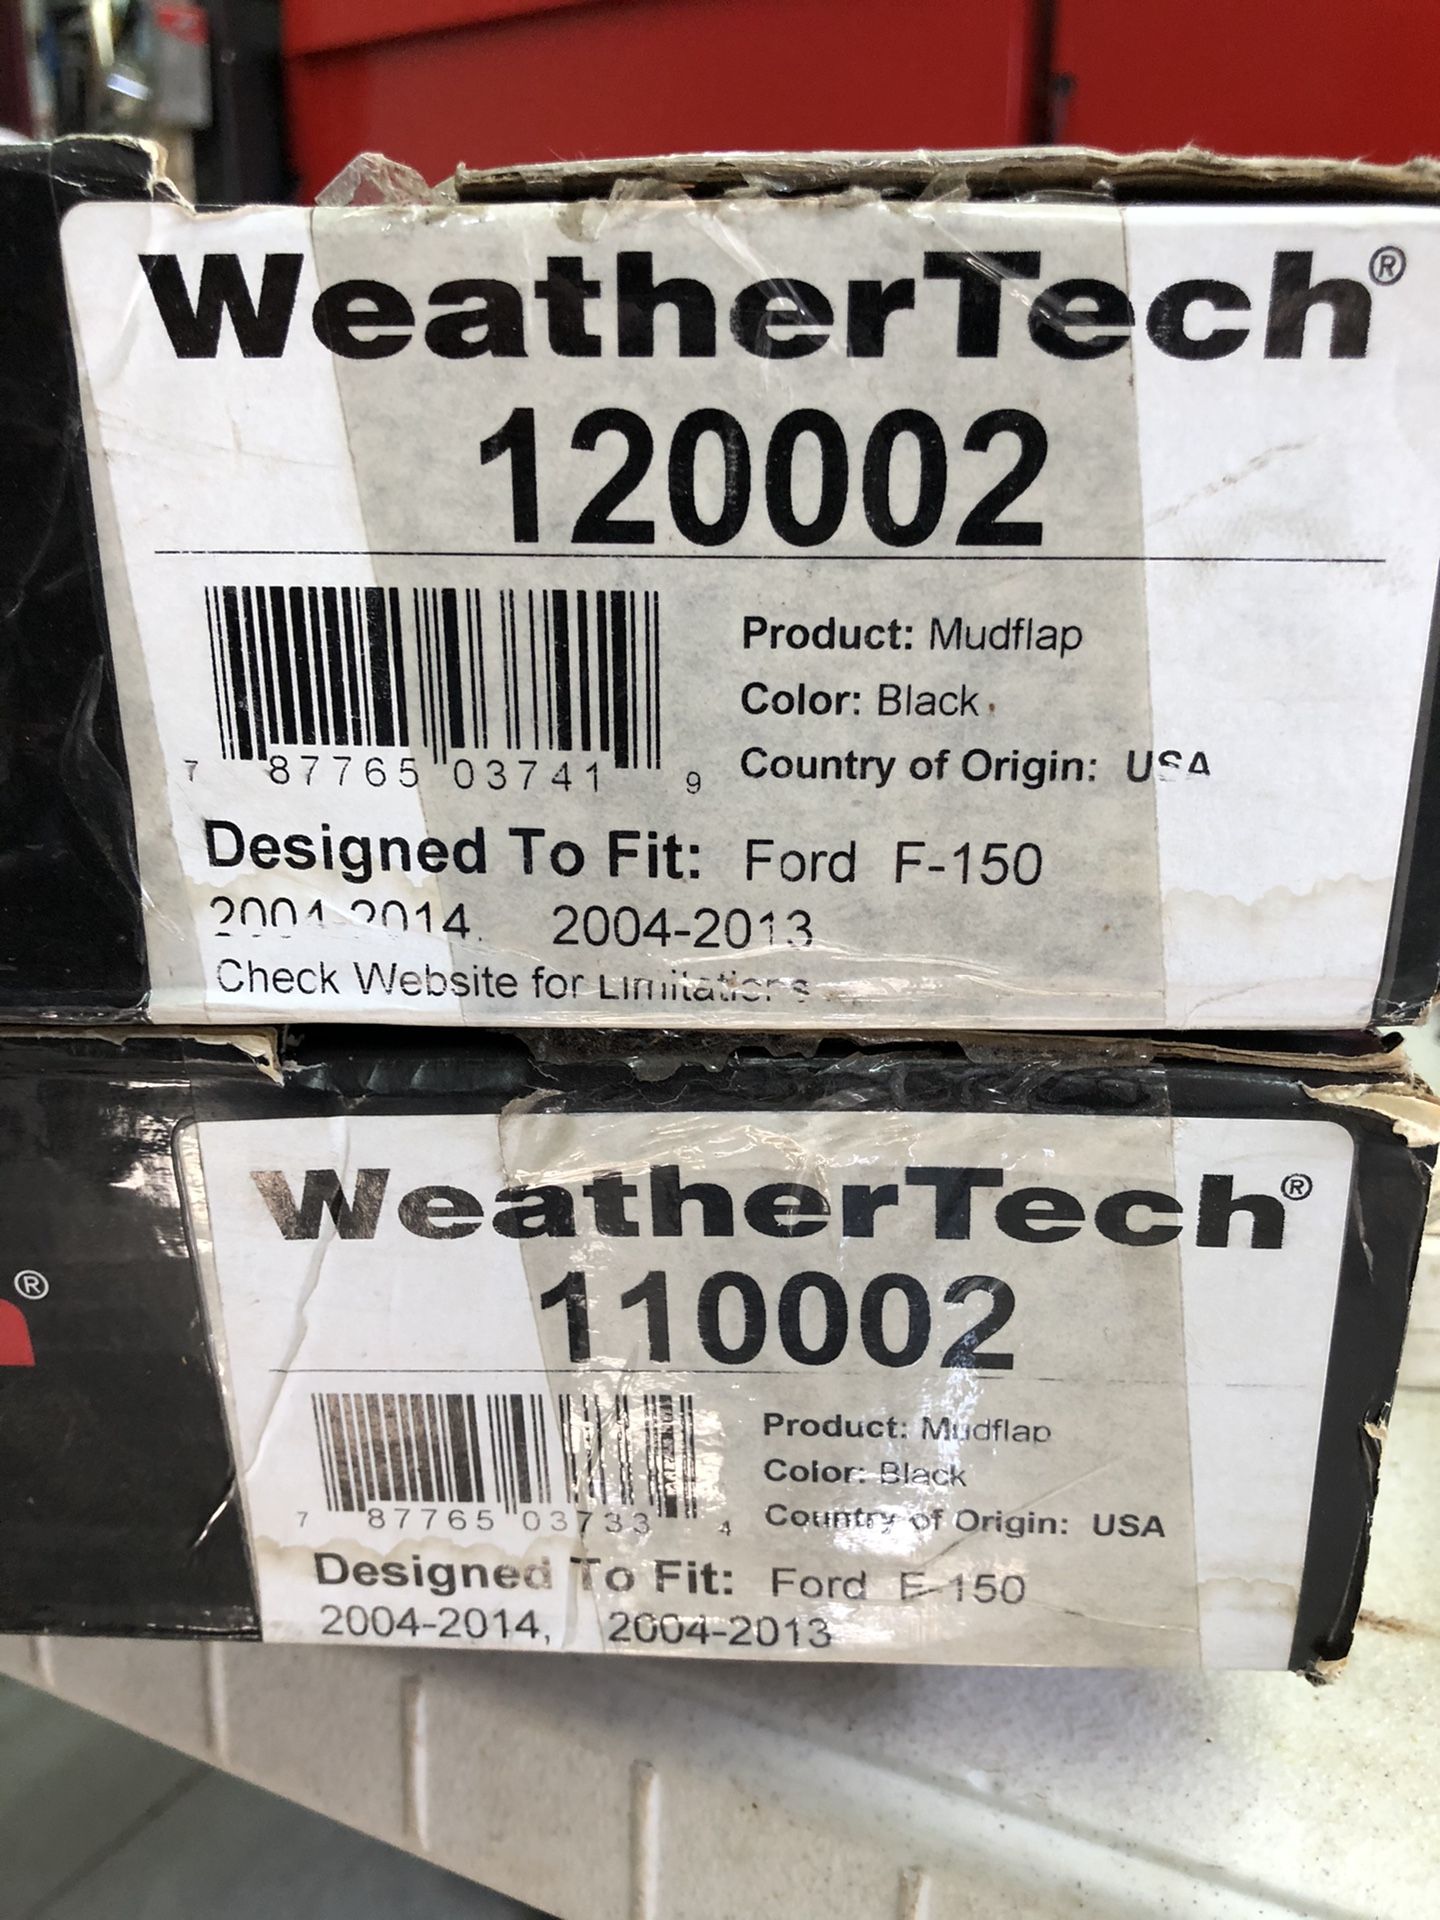 WeatherTech®
120002
Product: Mudflap
Color: Black
Country of Origin: USA
7 87765 03741 9
Designed To Fit: Ford F-150
2004-2014, 2004-2013
Check Website for Limitations
WeatherTech®
110002
Product: Mudflap
Color: Black
Country of Origin: USA
7 87765 03733 4
Designed To Fit: Ford F-150
2004-2014, 2004-2013
®